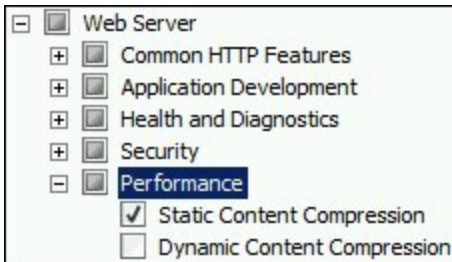 Web Server
Common HTTP Features
Application Development
Health and Diagnostics
Security
Performance
Static Content Compression
Dynamic Content Compression